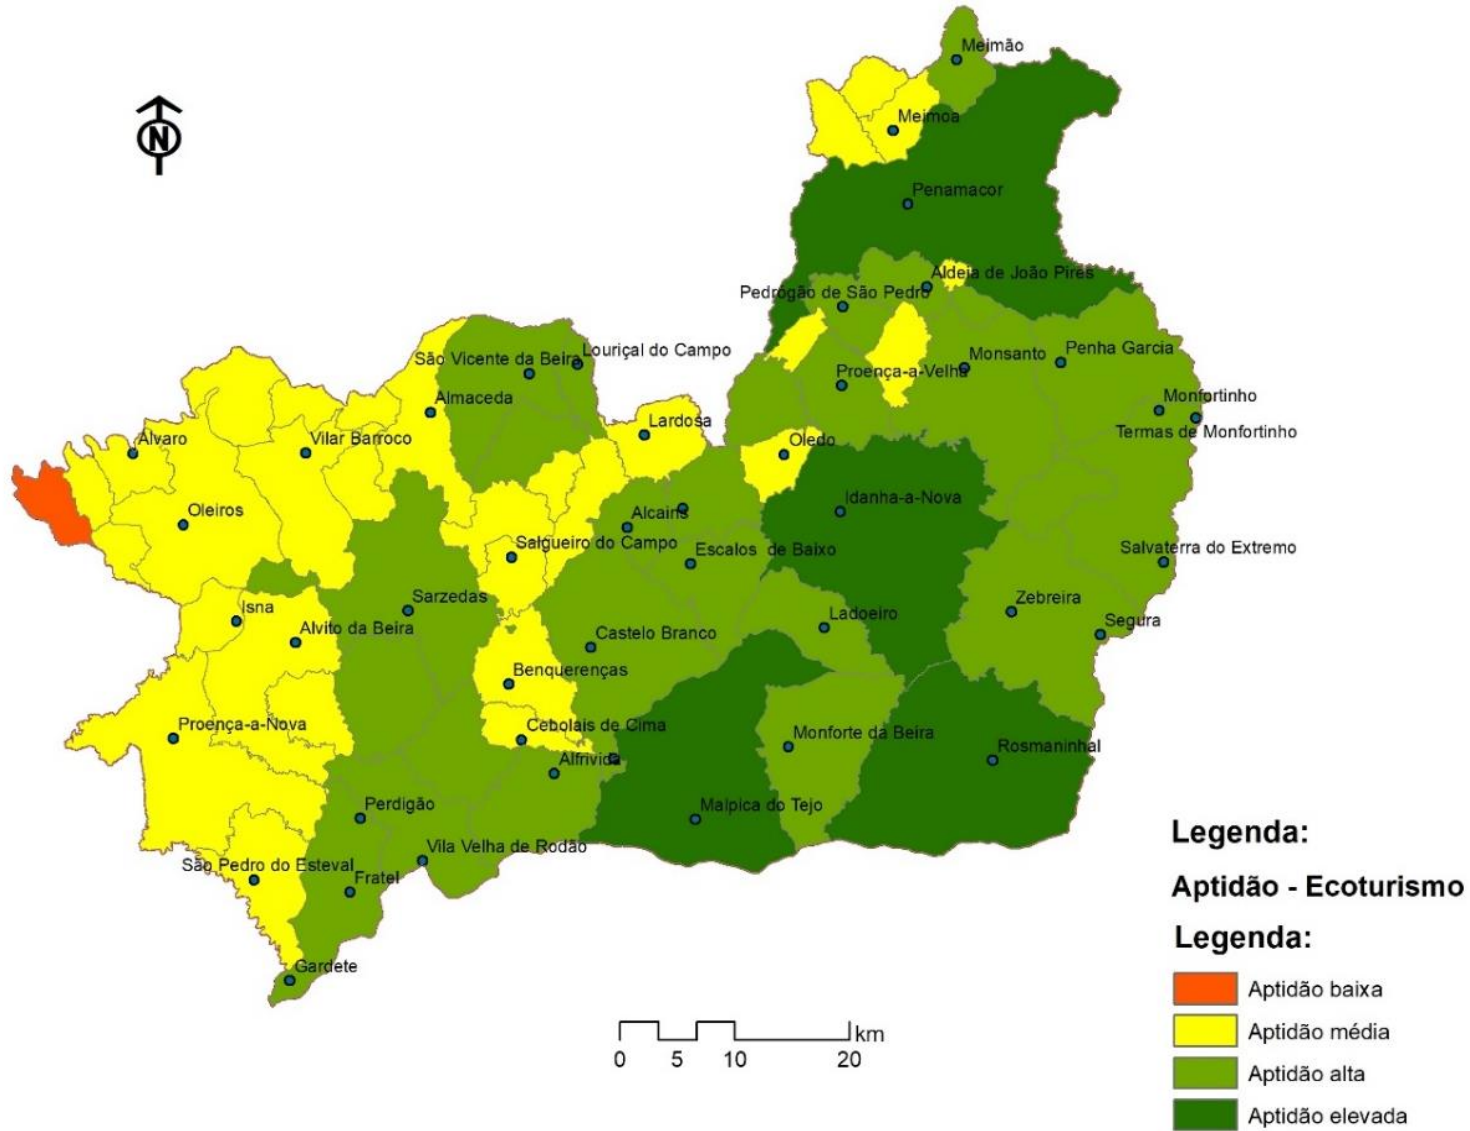 Meimão
N
Meimoa
Penamacor
Aldeia de João Pires
Pedrógão de São Pedro
São Vicente da Beira
Louriçal do Campo
Monsanto
Penha Garcia
Proença-a-Velha
Almaceda
Monfortinho
Lardosa
Termas de Monfortinho
Álvaro
Vilar Barroco
Oledo
Idanha-a-Nova
Oleiros
Alcains
Salgueiro do Campo
Escalos de Baixo
Salvaterra do Extremo
Sarzedas
Zebreira
Isna
Ladoeiro
Segura
Alvito da Beira
Castelo Branco
Benquerenças
Proença-a-Nova
Cebolais de Cima
Monforte da Beira
Rosmaninhal
Alfrivida
Perdigão
Malpica do Tejo
Vila Velha de Rodão
São Pedro do Esteval
Fratel
Gardete
Legenda:
Aptidão - Ecoturismo
Legenda:
Aptidão baixa
Aptidão média
Aptidão alta
Aptidão elevada
km
0 5 10 20